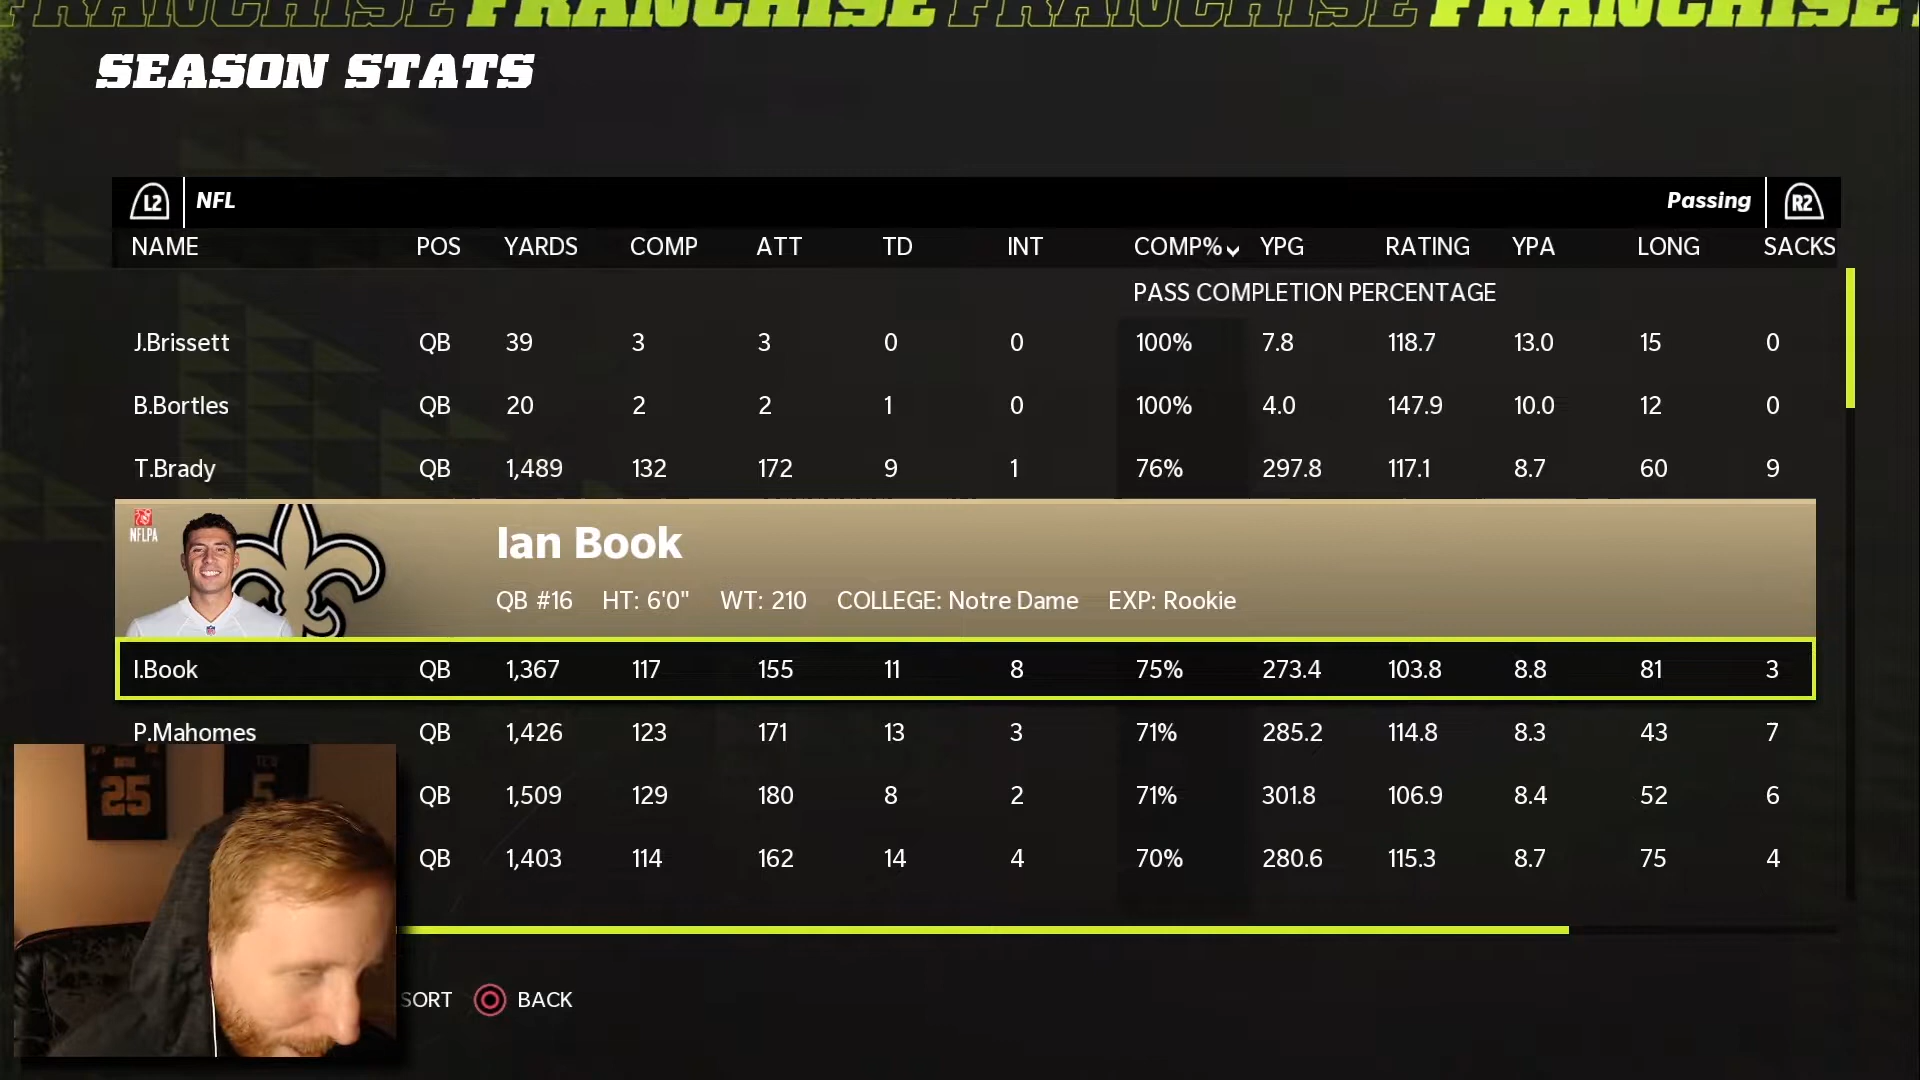 FRANCHISE FRANCHISE FRANCHISE FRANCHISE
SEASON STATS
L2 NFL Passing R2
NAME POS YARDS COMP ATT TD INT COMP% YPG RATING YPA LONG SACKS
PASS COMPLETION PERCENTAGE
J.Brissett QB 39 3 3 0 0 100% 7.8 118.7 13.0 15 0
B.Bortles QB 20 2 2 1 0 100% 4.0 147.9 10.0 12 0
T.Brady QB 1,489 132 172 9 1 76% 297.8 117.1 8.7 60 9
NFLPA
Ian Book
QB #16 HT: 6'0" WT: 210 COLLEGE: Notre Dame EXP: Rookie
I.Book QB 1,367 117 155 11 8 75% 273.4 103.8 8.8 81 3
P.Mahomes QB 1,426 123 171 13 3 71% 285.2 114.8 8.3 43 7
QB 1,509 129 180 8 2 71% 301.8 106.9 8.4 52 6
QB 1,403 114 162 14 4 70% 280.6 115.3 8.7 75 4
25
5
SORT BACK